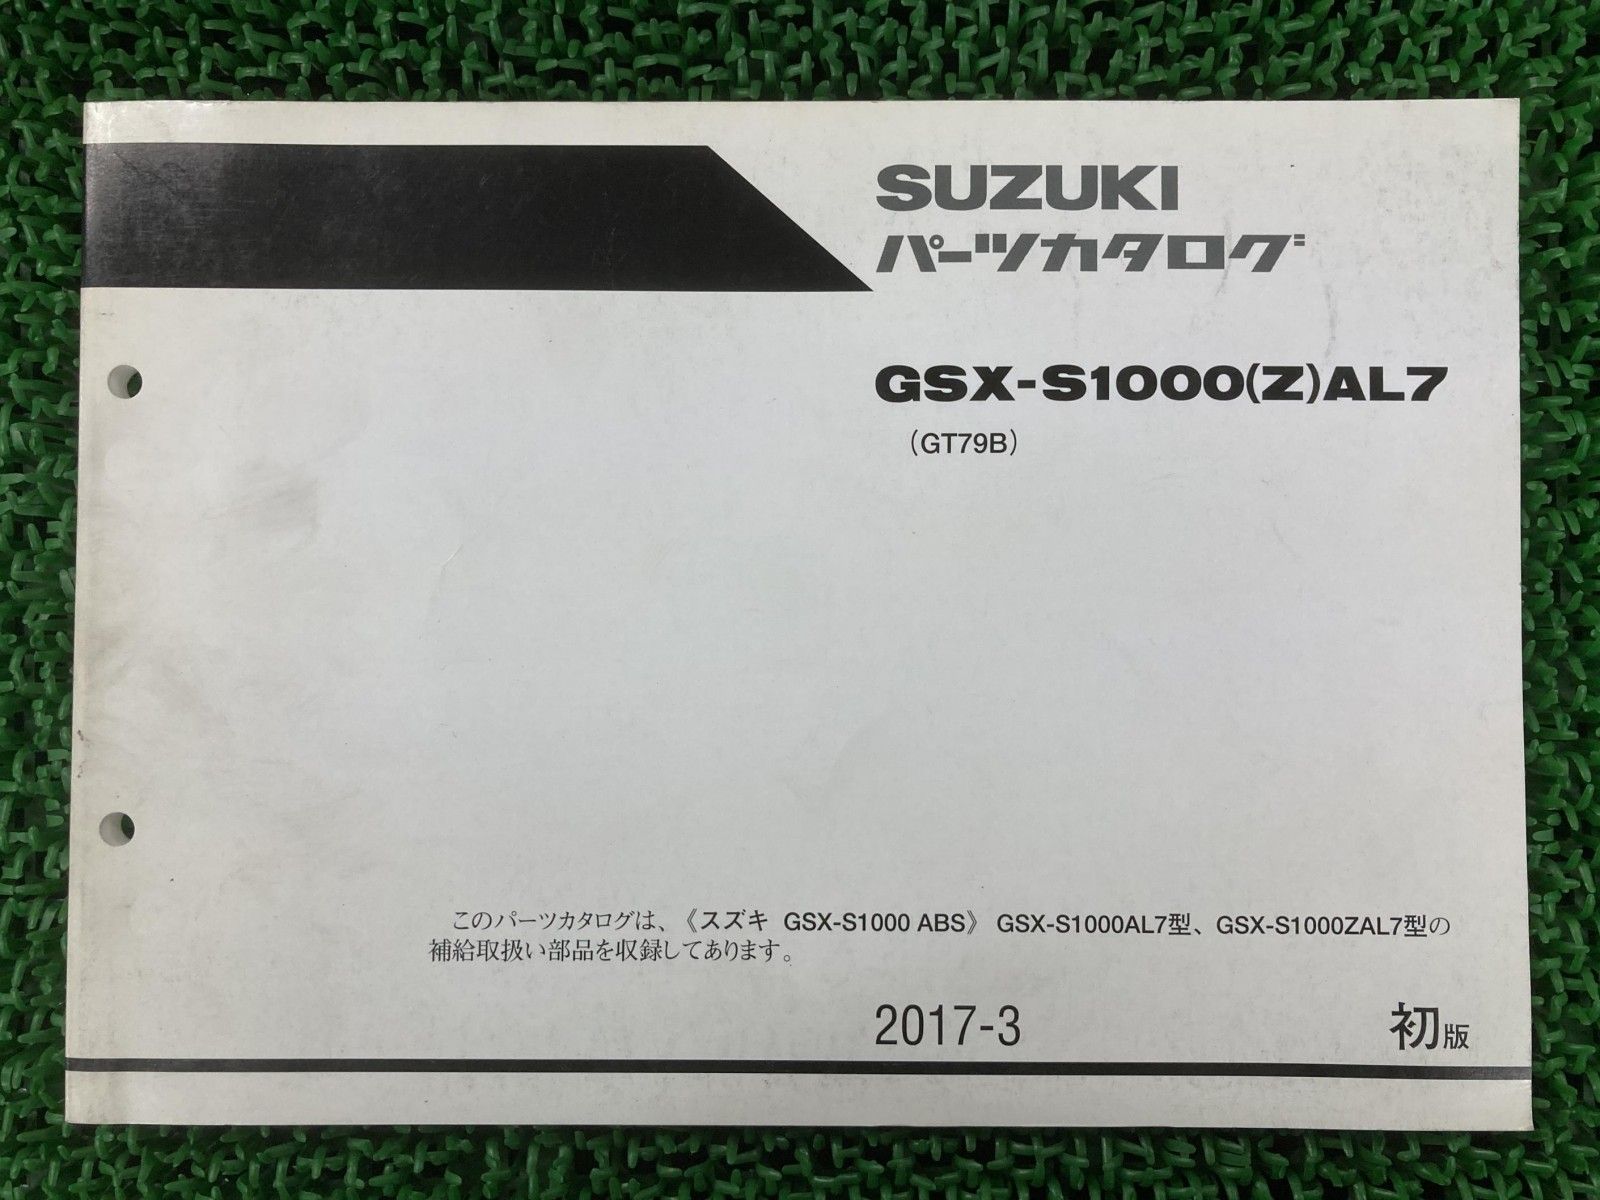 SUZUKI
パーツカタログ
GSX-S1000(Z)AL7
(GT79B)
このパーツカタログは、《スズキ GSX-S1000 ABS》 GSX-S1000AL7型、GSX-S1000ZAL7型の
補給取扱い部品を収録してあります。
2017-3 初版